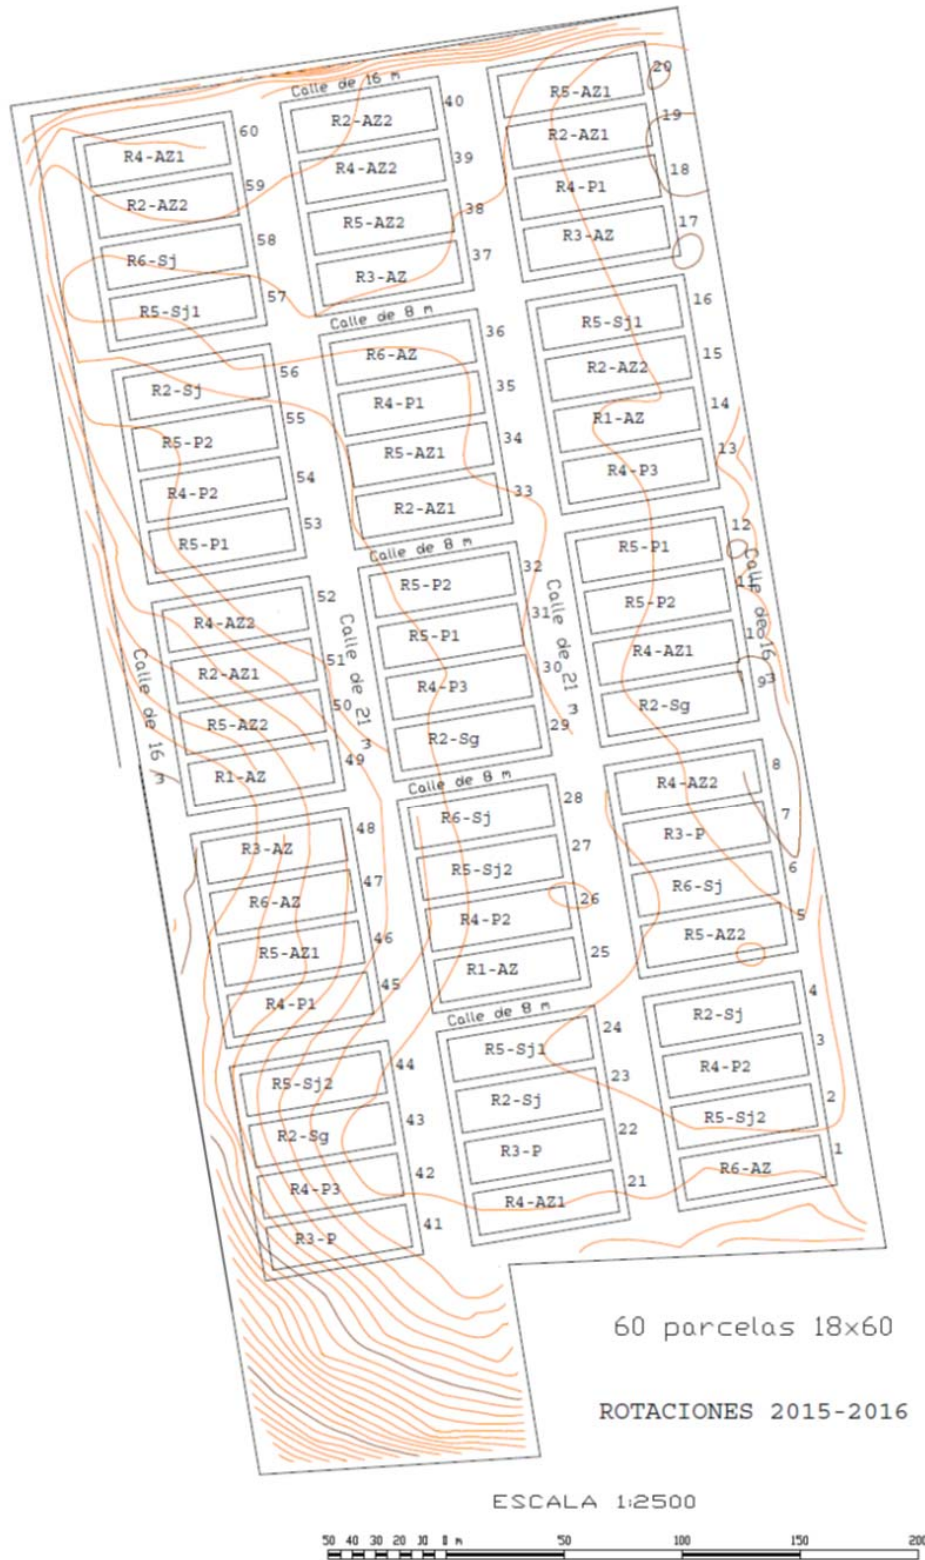 Calle de 16 m
R4-AZ1 60
R2-AZ2 59
R6-Sj 58
R5-Sj1 57
R2-AZ2 40
R4-AZ2 39
R5-AZ2 38
R3-AZ 37
R5-AZ1 20
R2-AZ1 19
R4-P1 18
R3-AZ 17
Calle de 8 m
R2-Sj 56
R5-P2 55
R4-P2 54
R5-P1 53
R6-AZ 36
R4-P1 35
R5-AZ1 34
R2-AZ1 33
R5-Sj1 16
R2-AZ2 15
R1-AZ 14
R4-P3 13
Calle de 8 m
Calle de 16 m
Calle de 21 m
Calle de 21 m
Calle de 16 m
R4-AZ2 52
R2-AZ1 51
R5-AZ2 50
R1-AZ 49
R5-P2 32
R5-P1 31
R4-P3 30
R2-Sg 29
R5-P1 12
R5-P2 11
R4-AZ1 10
R2-Sg 9
Calle de 8 m
R3-AZ 48
R6-AZ 47
R5-AZ1 46
R4-P1 45
R6-Sj 28
R5-Sj2 27
R4-P2 26
R1-AZ 25
R4-AZ2 8
R3-P 7
R6-Sj 6
R5-AZ2 5
Calle de 8 m
R5-Sj2 44
R2-Sg 43
R4-P3 42
R3-P 41
R5-Sj1 24
R2-Sj 23
R3-P 22
R4-AZ1 21
R2-Sj 4
R4-P2 3
R5-Sj2 2
R6-AZ 1
60 parcelas 18x60
ROTACIONES 2015-2016
ESCALA 1:2500
50 40 30 20 10 0 m 50 100 150 200